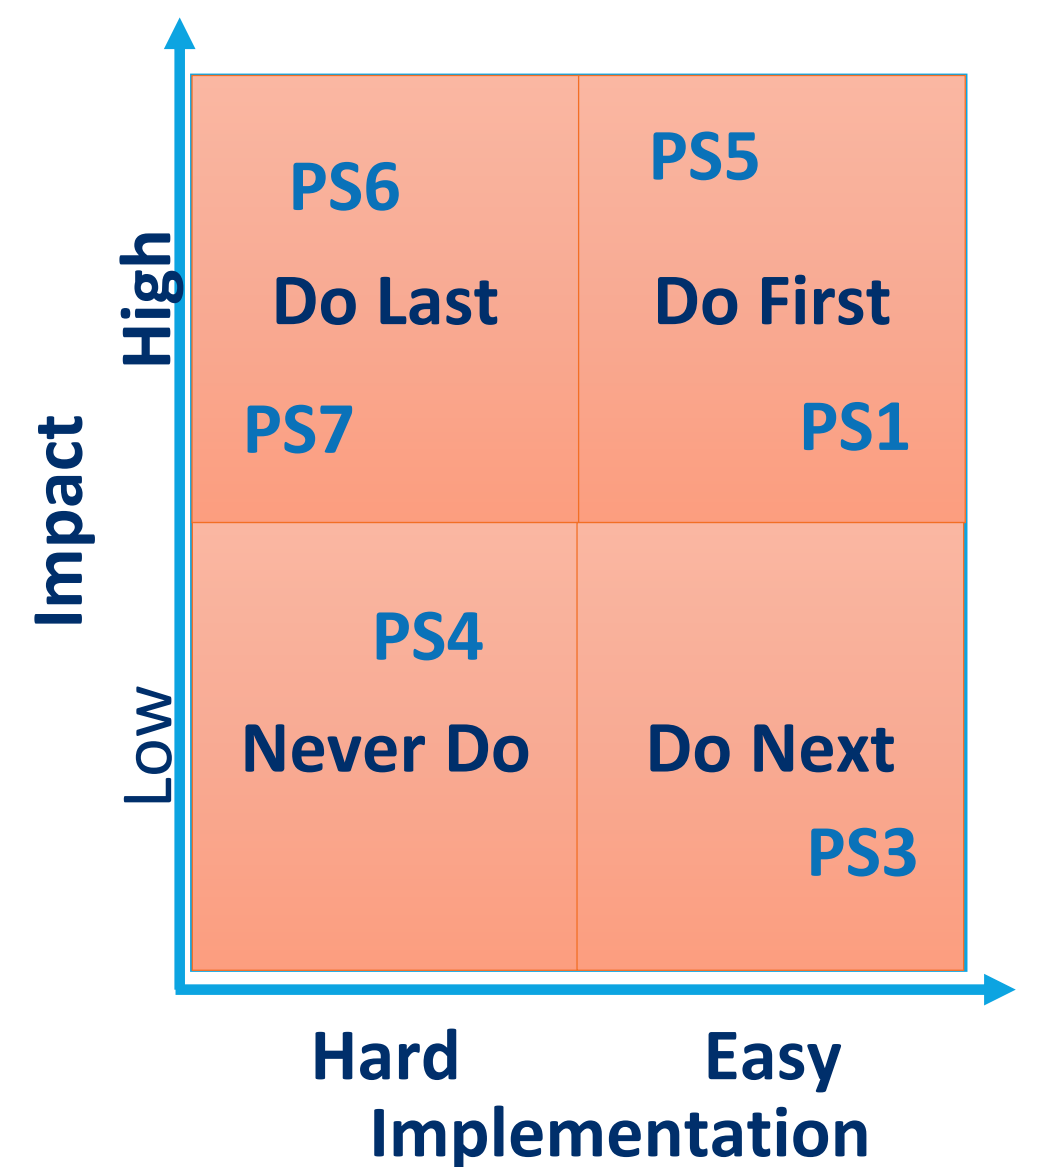 PS6
PS5
Do Last
Do First
High
PS7
PS1
Impact
PS4
Low
Never Do
Do Next
PS3
Hard
Easy
Implementation